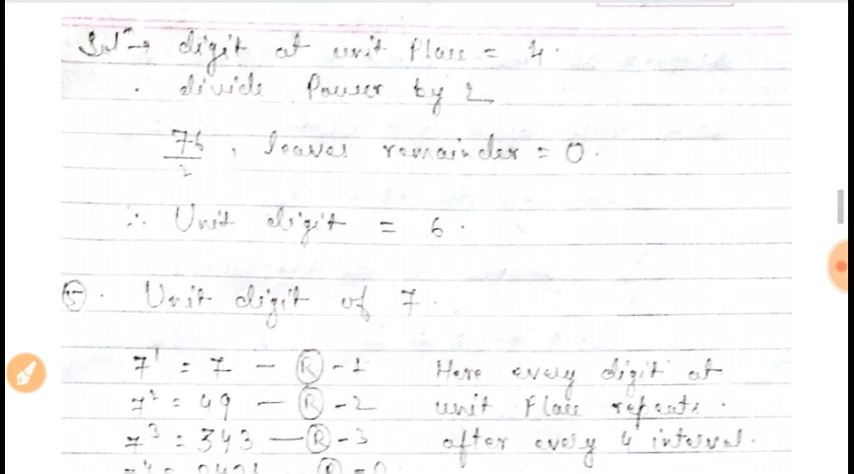 Solⁿ → digit at unit Place = 4.
. divide Power by 2
76/2, leaves remainder = 0.
∴ Unit digit = 6.
⑤. Unit digit of 7.
7¹ = 7 — Ⓡ - 1 Here every digit at
7² = 49 — Ⓡ - 2 unit Place repeats.
7³ = 343 — Ⓡ - 3 after every 4 interval.